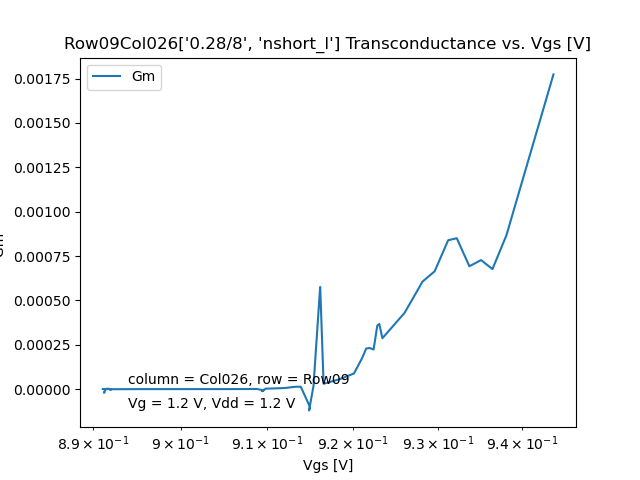 Row09Col026['0.28/8', 'nshort_l'] Transconductance vs. Vgs [V]
Gm
0.00175
0.00150
0.00125
0.00100
0.00075
0.00050
0.00025
0.00000
Gm
column = Col026, row = Row09
Vg = 1.2 V, Vdd = 1.2 V
8.9 × 10⁻¹ 9 × 10⁻¹ 9.1 × 10⁻¹ 9.2 × 10⁻¹ 9.3 × 10⁻¹ 9.4 × 10⁻¹
Vgs [V]